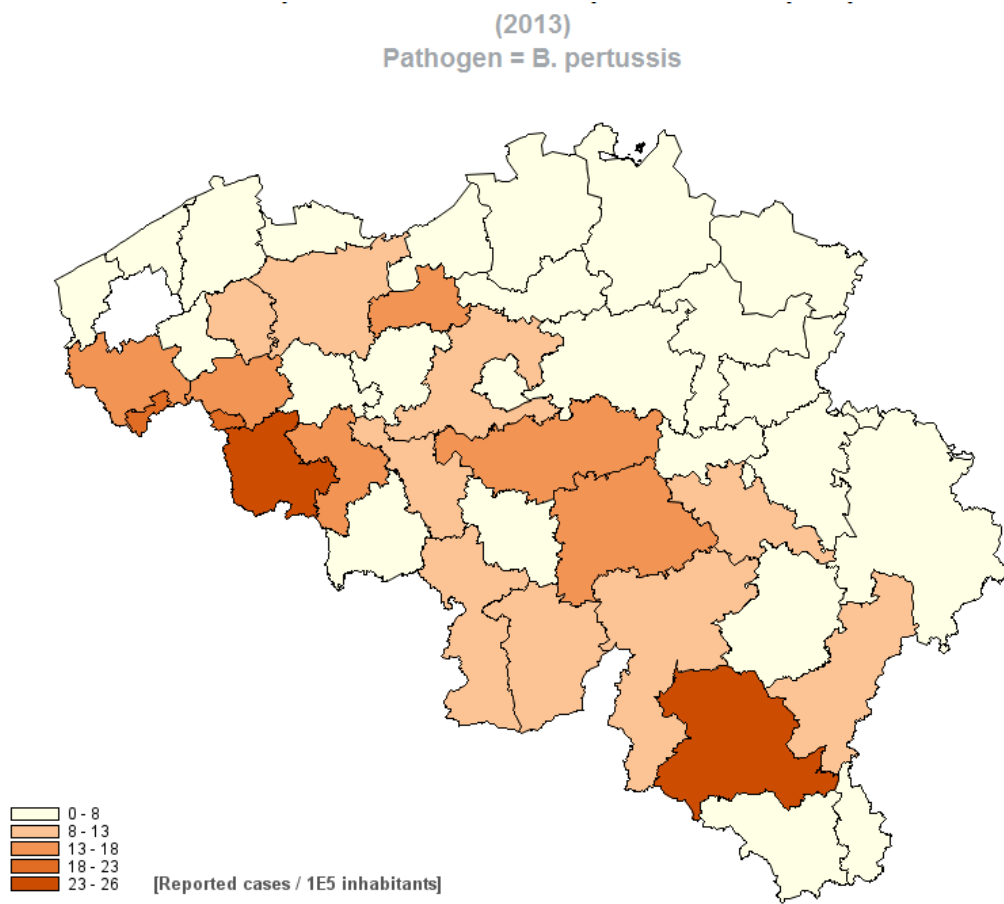 (2013)
Pathogen = B. pertussis
0 - 8
8 - 13
13 - 18
18 - 23
23 - 26
[Reported cases / 1E5 inhabitants]